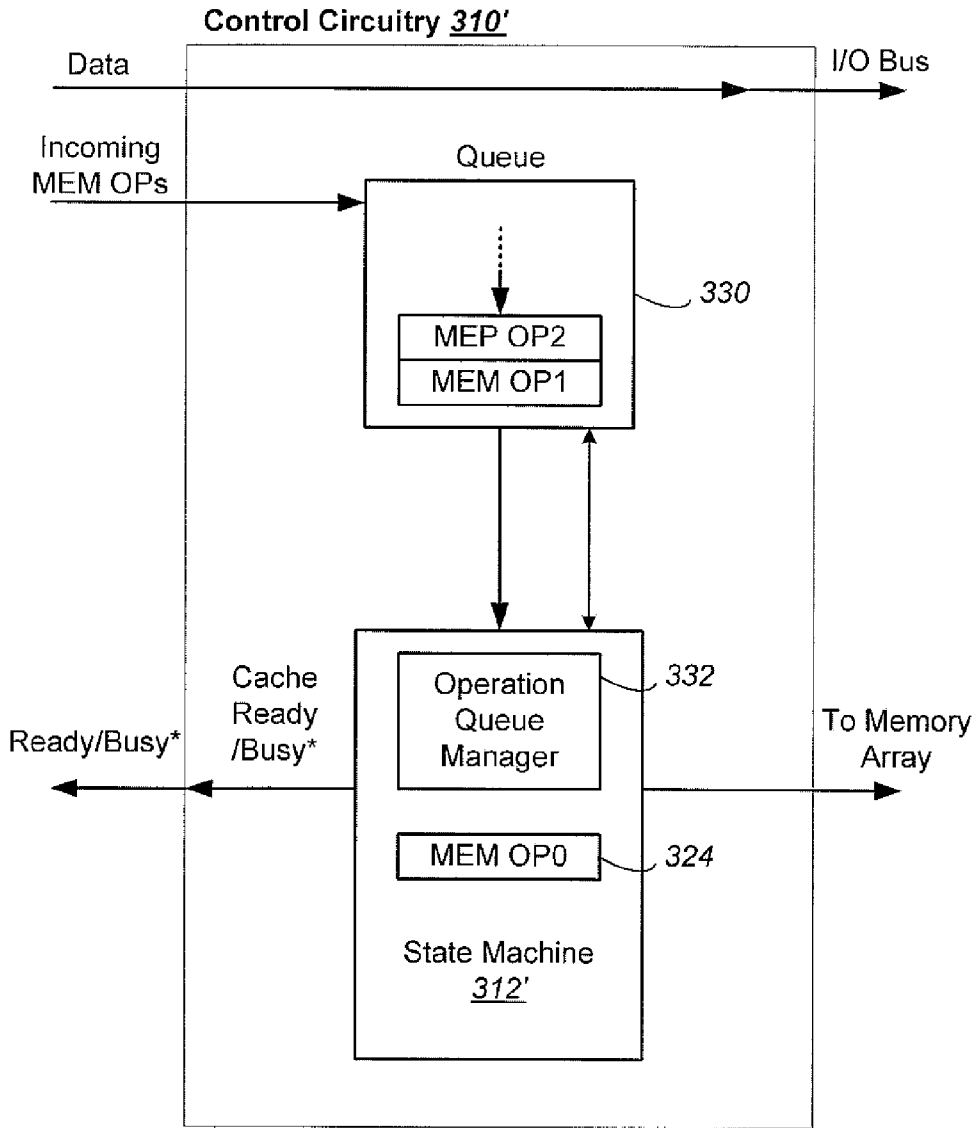 Control Circuitry 310'
Data
I/O Bus
Incoming
MEM OPs
Queue
330
MEP OP2
MEM OP1
Operation
Queue
Manager
332
Cache
Ready
/Busy*
Ready/Busy*
To Memory
Array
MEM OP0
324
State Machine
312'